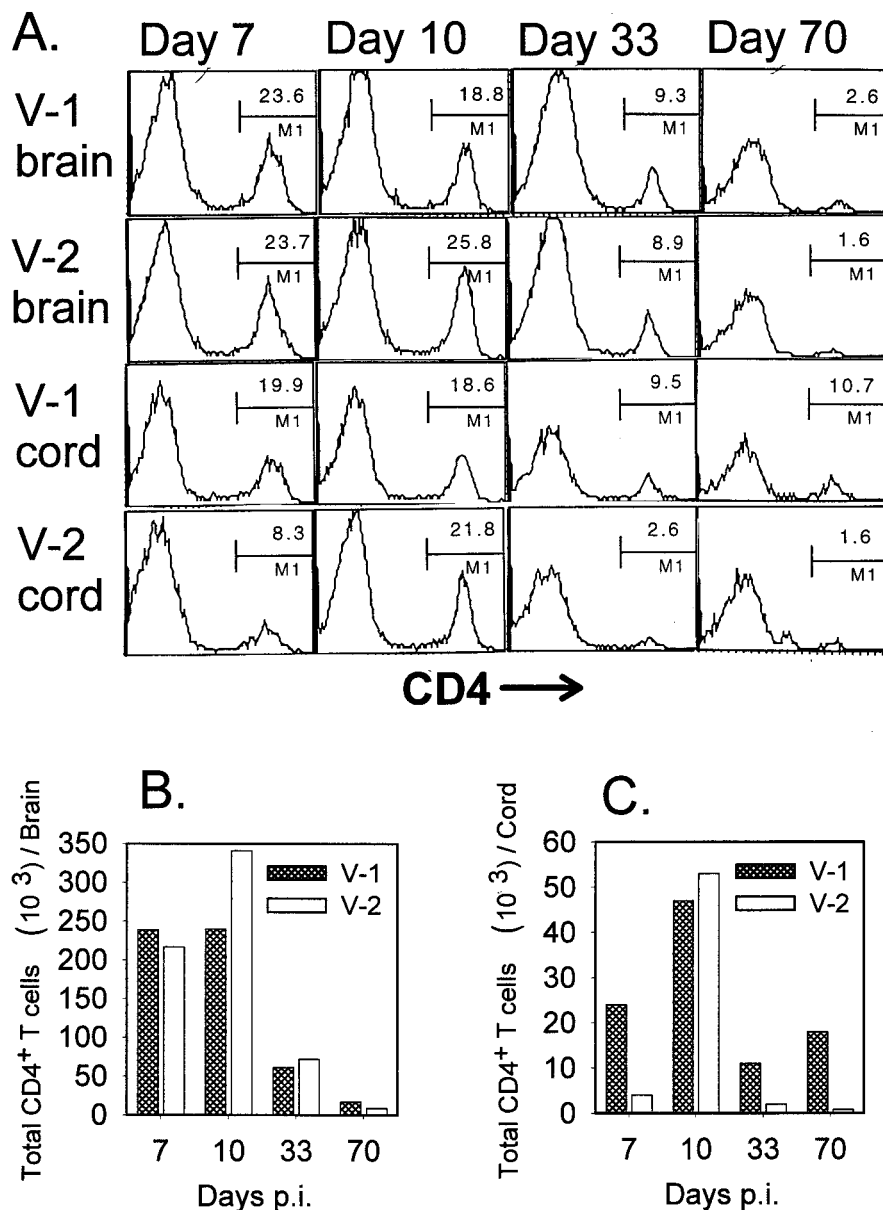 A.
Day 7 Day 10 Day 33 Day 70
V-1 brain
23.6 M1
18.8 M1
9.3 M1
2.6 M1
V-2 brain
23.7 M1
25.8 M1
8.9 M1
1.6 M1
V-1 cord
19.9 M1
18.6 M1
9.5 M1
10.7 M1
V-2 cord
8.3 M1
21.8 M1
2.6 M1
1.6 M1
CD4 →
B.
Total CD4+ T cells (10 3) / Brain
350
300
250
200
150
100
50
0
V-1
V-2
7 10 33 70
Days p.i.
C.
Total CD4+ T cells (10 3) / Cord
60
50
40
30
20
10
0
V-1
V-2
7 10 33 70
Days p.i.